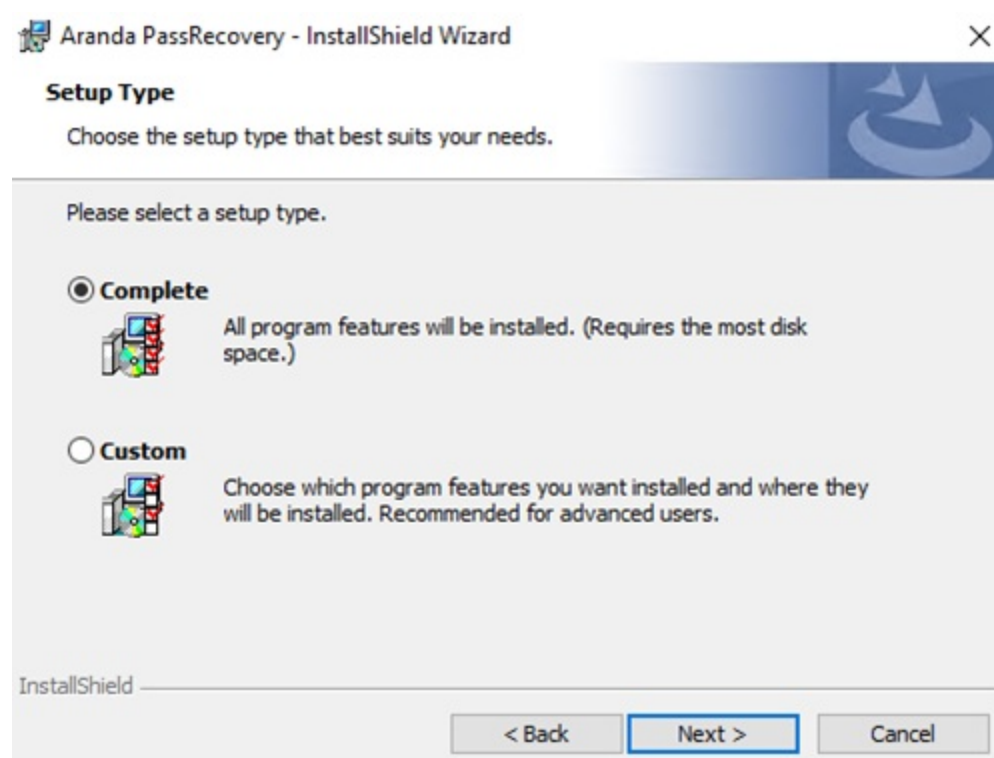 Aranda PassRecovery - InstallShield Wizard
Setup Type
Choose the setup type that best suits your needs.
Please select a setup type.
Complete
All program features will be installed. (Requires the most disk
space.)
Custom
Choose which program features you want installed and where they
will be installed. Recommended for advanced users.
InstallShield
< Back
Next >
Cancel